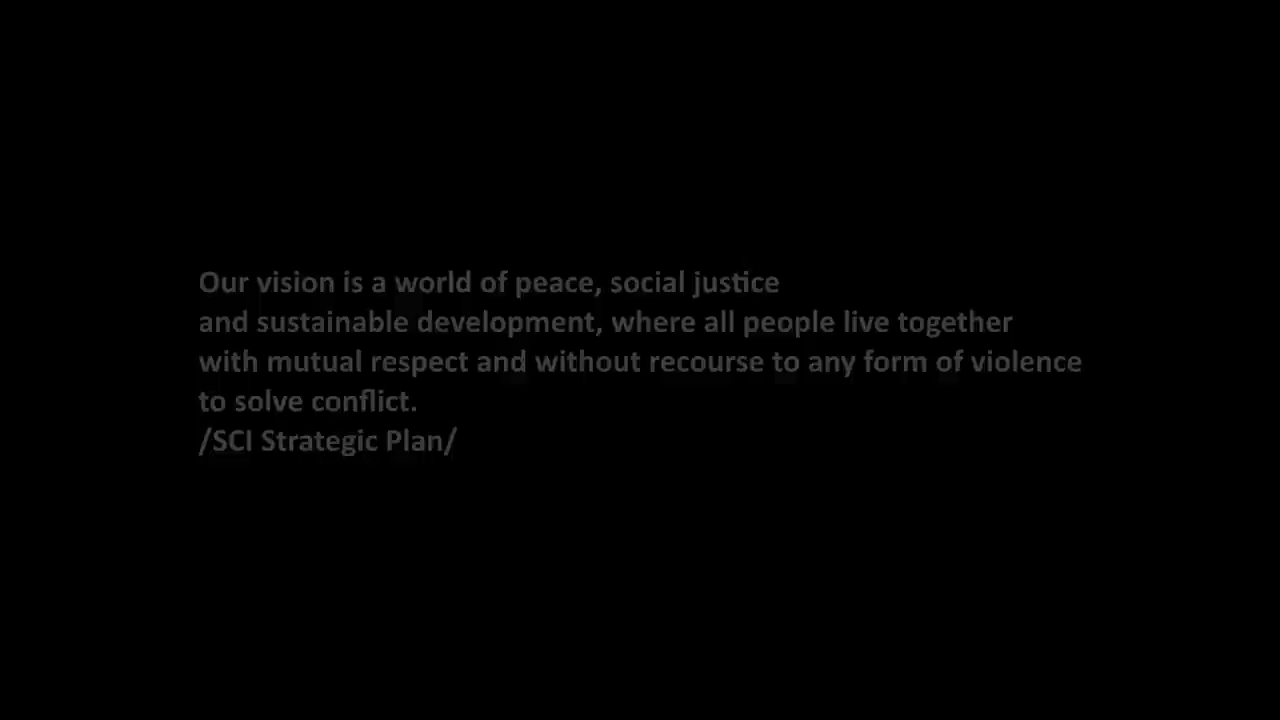 Our vision is a world of peace, social justice
and sustainable development, where all people live together
with mutual respect and without recourse to any form of violence
to solve conflict.
/SCI Strategic Plan/